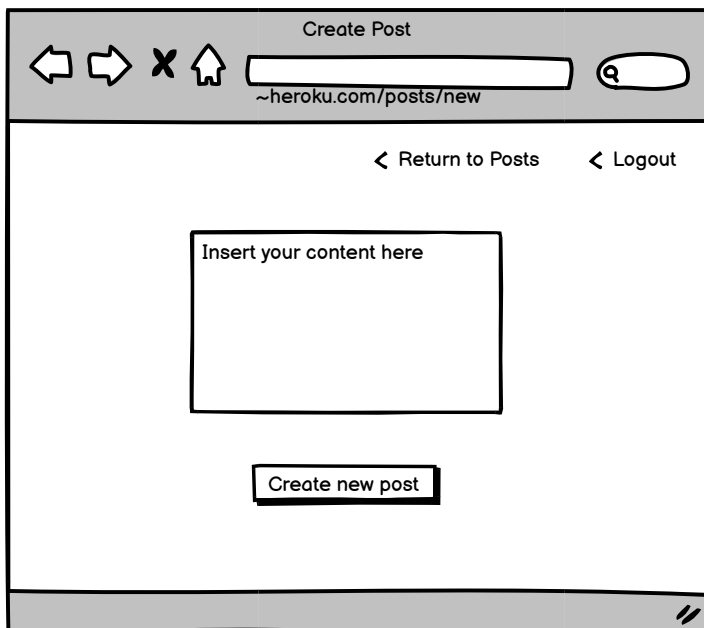 Create Post
~heroku.com/posts/new
Return to Posts
Logout
Insert your content here
Create new post